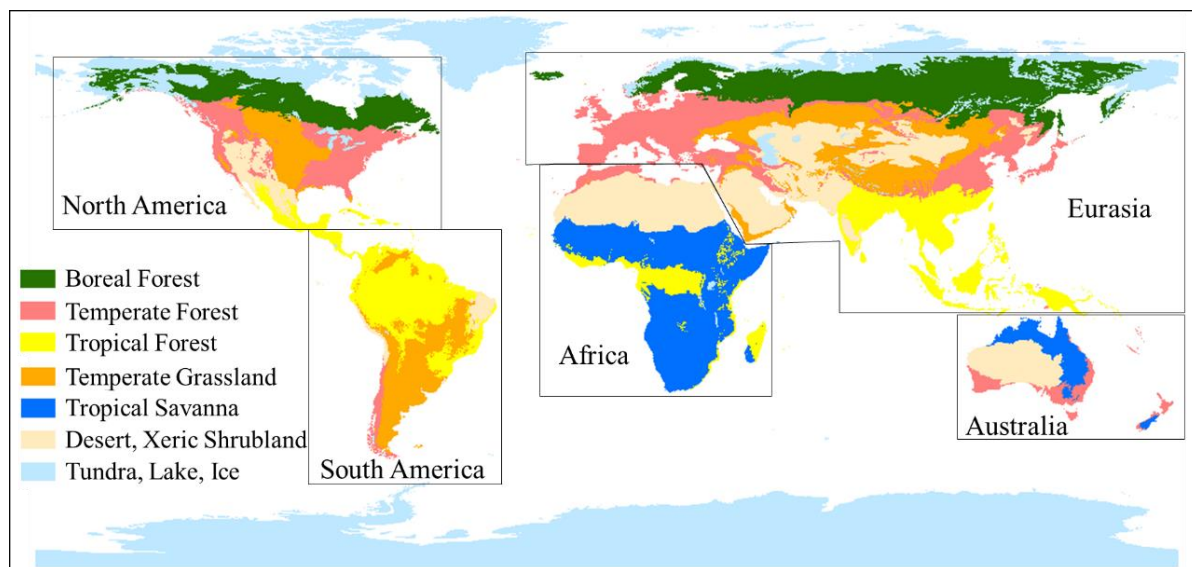 North America
Eurasia
Boreal Forest
Temperate Forest
Tropical Forest
Temperate Grassland
Tropical Savanna
Desert, Xeric Shrubland
Tundra, Lake, Ice
Africa
South America
Australia